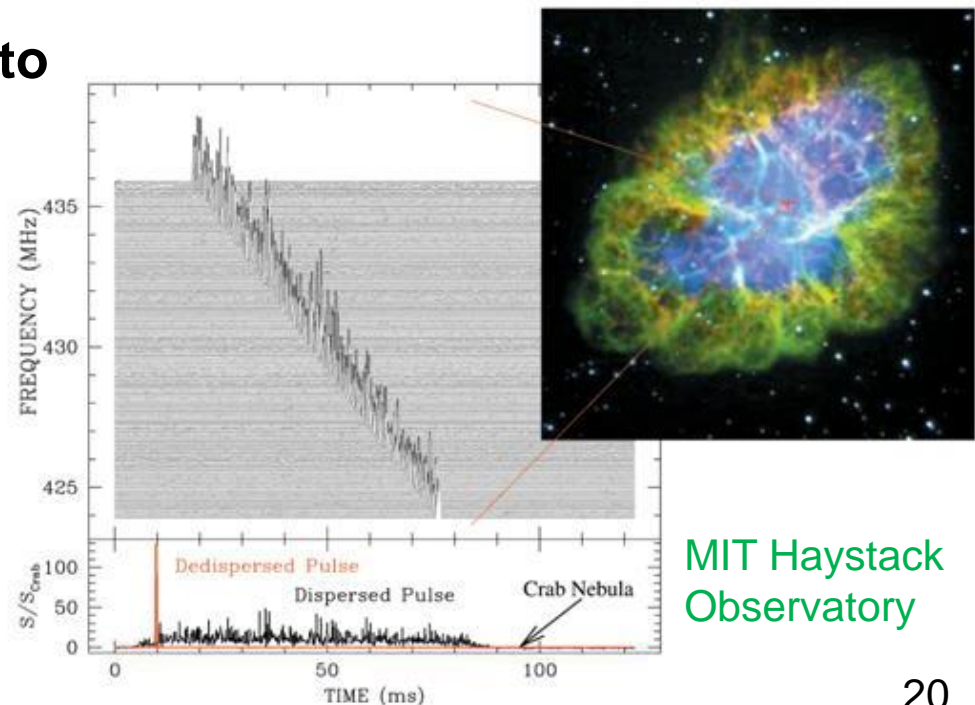 to
FREQUENCY (MHz)
435
430
425
S/S_Crab
100
50
0
Dedispersed Pulse
Dispersed Pulse
Crab Nebula
0
50
100
TIME (ms)
MIT Haystack
Observatory
20